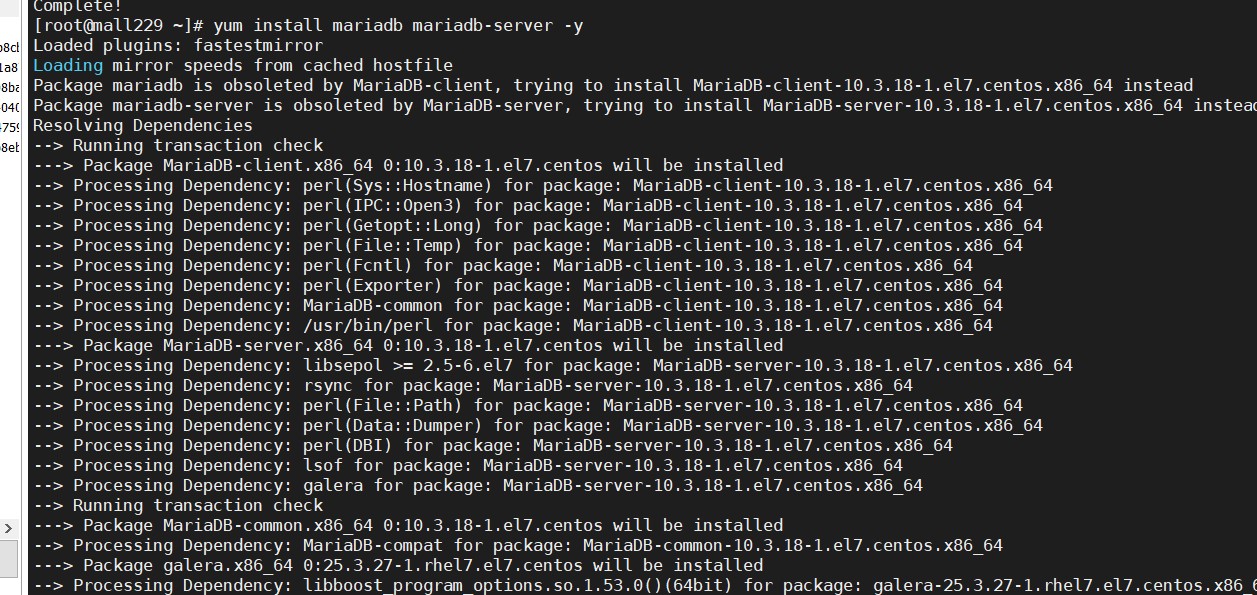 Complete!
[root@mall229 ~]# yum install mariadb mariadb-server -y
Loaded plugins: fastestmirror
Loading mirror speeds from cached hostfile
Package mariadb is obsoleted by MariaDB-client, trying to install MariaDB-client-10.3.18-1.el7.centos.x86_64 instead
Package mariadb-server is obsoleted by MariaDB-server, trying to install MariaDB-server-10.3.18-1.el7.centos.x86_64 instead
Resolving Dependencies
--> Running transaction check
---> Package MariaDB-client.x86_64 0:10.3.18-1.el7.centos will be installed
--> Processing Dependency: perl(Sys::Hostname) for package: MariaDB-client-10.3.18-1.el7.centos.x86_64
--> Processing Dependency: perl(IPC::Open3) for package: MariaDB-client-10.3.18-1.el7.centos.x86_64
--> Processing Dependency: perl(Getopt::Long) for package: MariaDB-client-10.3.18-1.el7.centos.x86_64
--> Processing Dependency: perl(File::Temp) for package: MariaDB-client-10.3.18-1.el7.centos.x86_64
--> Processing Dependency: perl(Fcntl) for package: MariaDB-client-10.3.18-1.el7.centos.x86_64
--> Processing Dependency: perl(Exporter) for package: MariaDB-client-10.3.18-1.el7.centos.x86_64
--> Processing Dependency: MariaDB-common for package: MariaDB-client-10.3.18-1.el7.centos.x86_64
--> Processing Dependency: /usr/bin/perl for package: MariaDB-client-10.3.18-1.el7.centos.x86_64
---> Package MariaDB-server.x86_64 0:10.3.18-1.el7.centos will be installed
--> Processing Dependency: libsepol >= 2.5-6.el7 for package: MariaDB-server-10.3.18-1.el7.centos.x86_64
--> Processing Dependency: rsync for package: MariaDB-server-10.3.18-1.el7.centos.x86_64
--> Processing Dependency: perl(File::Path) for package: MariaDB-server-10.3.18-1.el7.centos.x86_64
--> Processing Dependency: perl(Data::Dumper) for package: MariaDB-server-10.3.18-1.el7.centos.x86_64
--> Processing Dependency: perl(DBI) for package: MariaDB-server-10.3.18-1.el7.centos.x86_64
--> Processing Dependency: lsof for package: MariaDB-server-10.3.18-1.el7.centos.x86_64
--> Processing Dependency: galera for package: MariaDB-server-10.3.18-1.el7.centos.x86_64
--> Running transaction check
---> Package MariaDB-common.x86_64 0:10.3.18-1.el7.centos will be installed
--> Processing Dependency: MariaDB-compat for package: MariaDB-common-10.3.18-1.el7.centos.x86_64
---> Package galera.x86_64 0:25.3.27-1.rhel7.el7.centos will be installed
--> Processing Dependency: libboost_program_options.so.1.53.0()(64bit) for package: galera-25.3.27-1.rhel7.el7.centos.x86_6